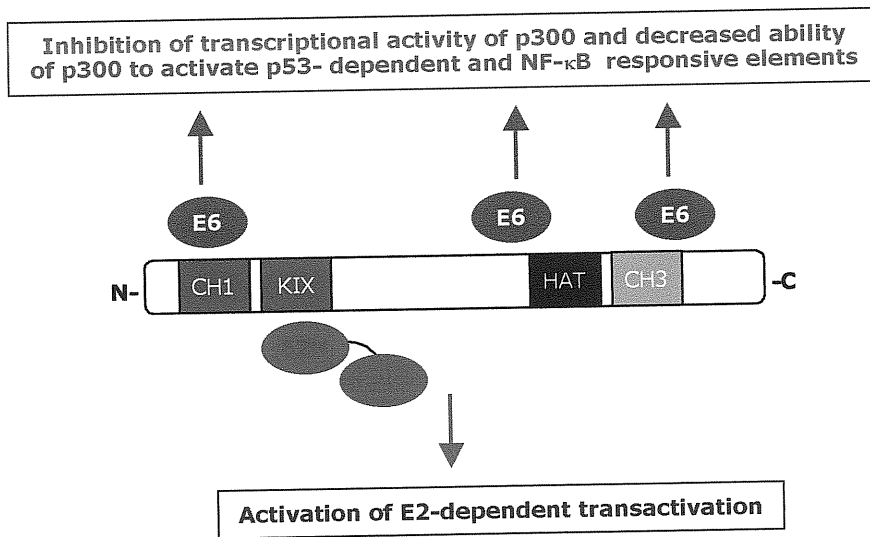 Inhibition of transcriptional activity of p300 and decreased ability
of p300 to activate p53- dependent and NF-κB responsive elements
E6
E6
E6
N-
CH1
KIX
HAT
CH3
-C
Activation of E2-dependent transactivation